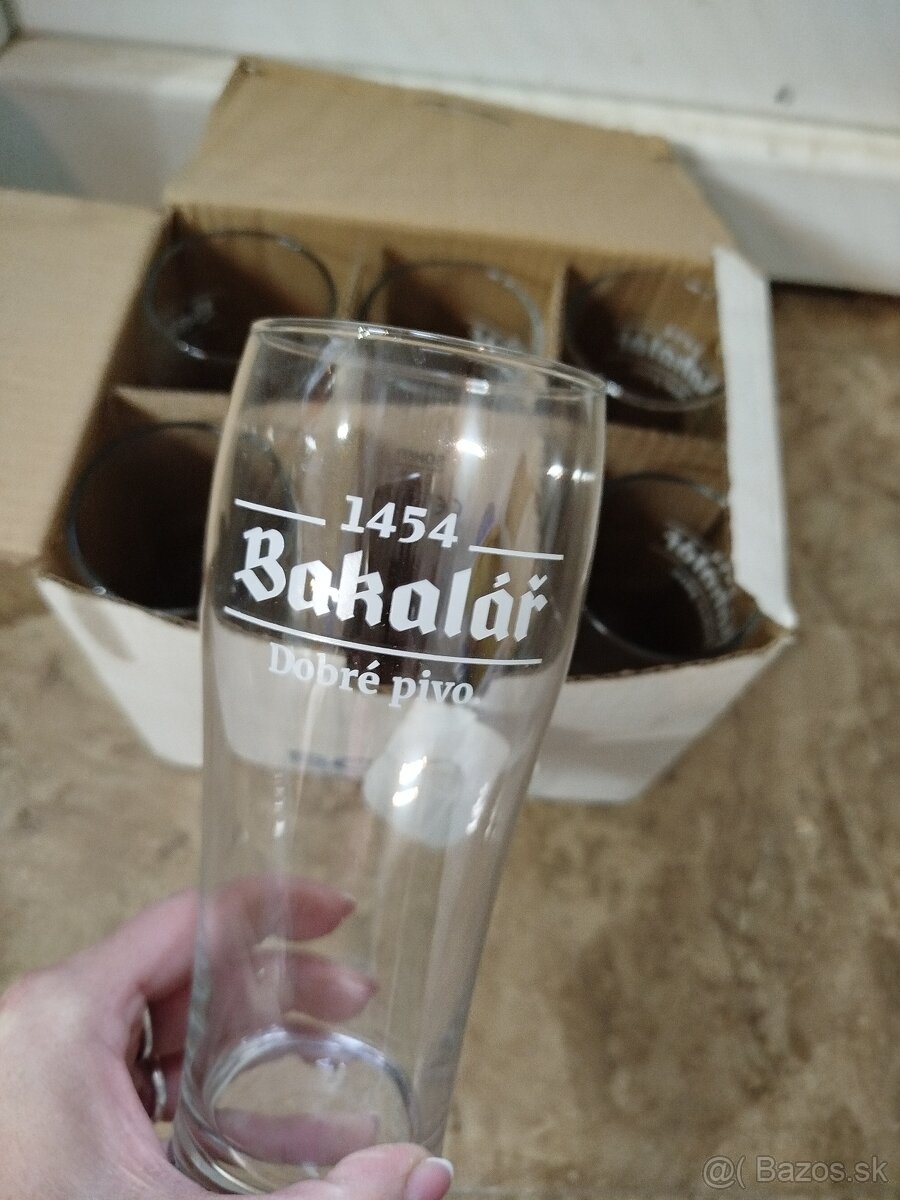 1454
Bakalář
Dobré pivo
@( Bazos.sk